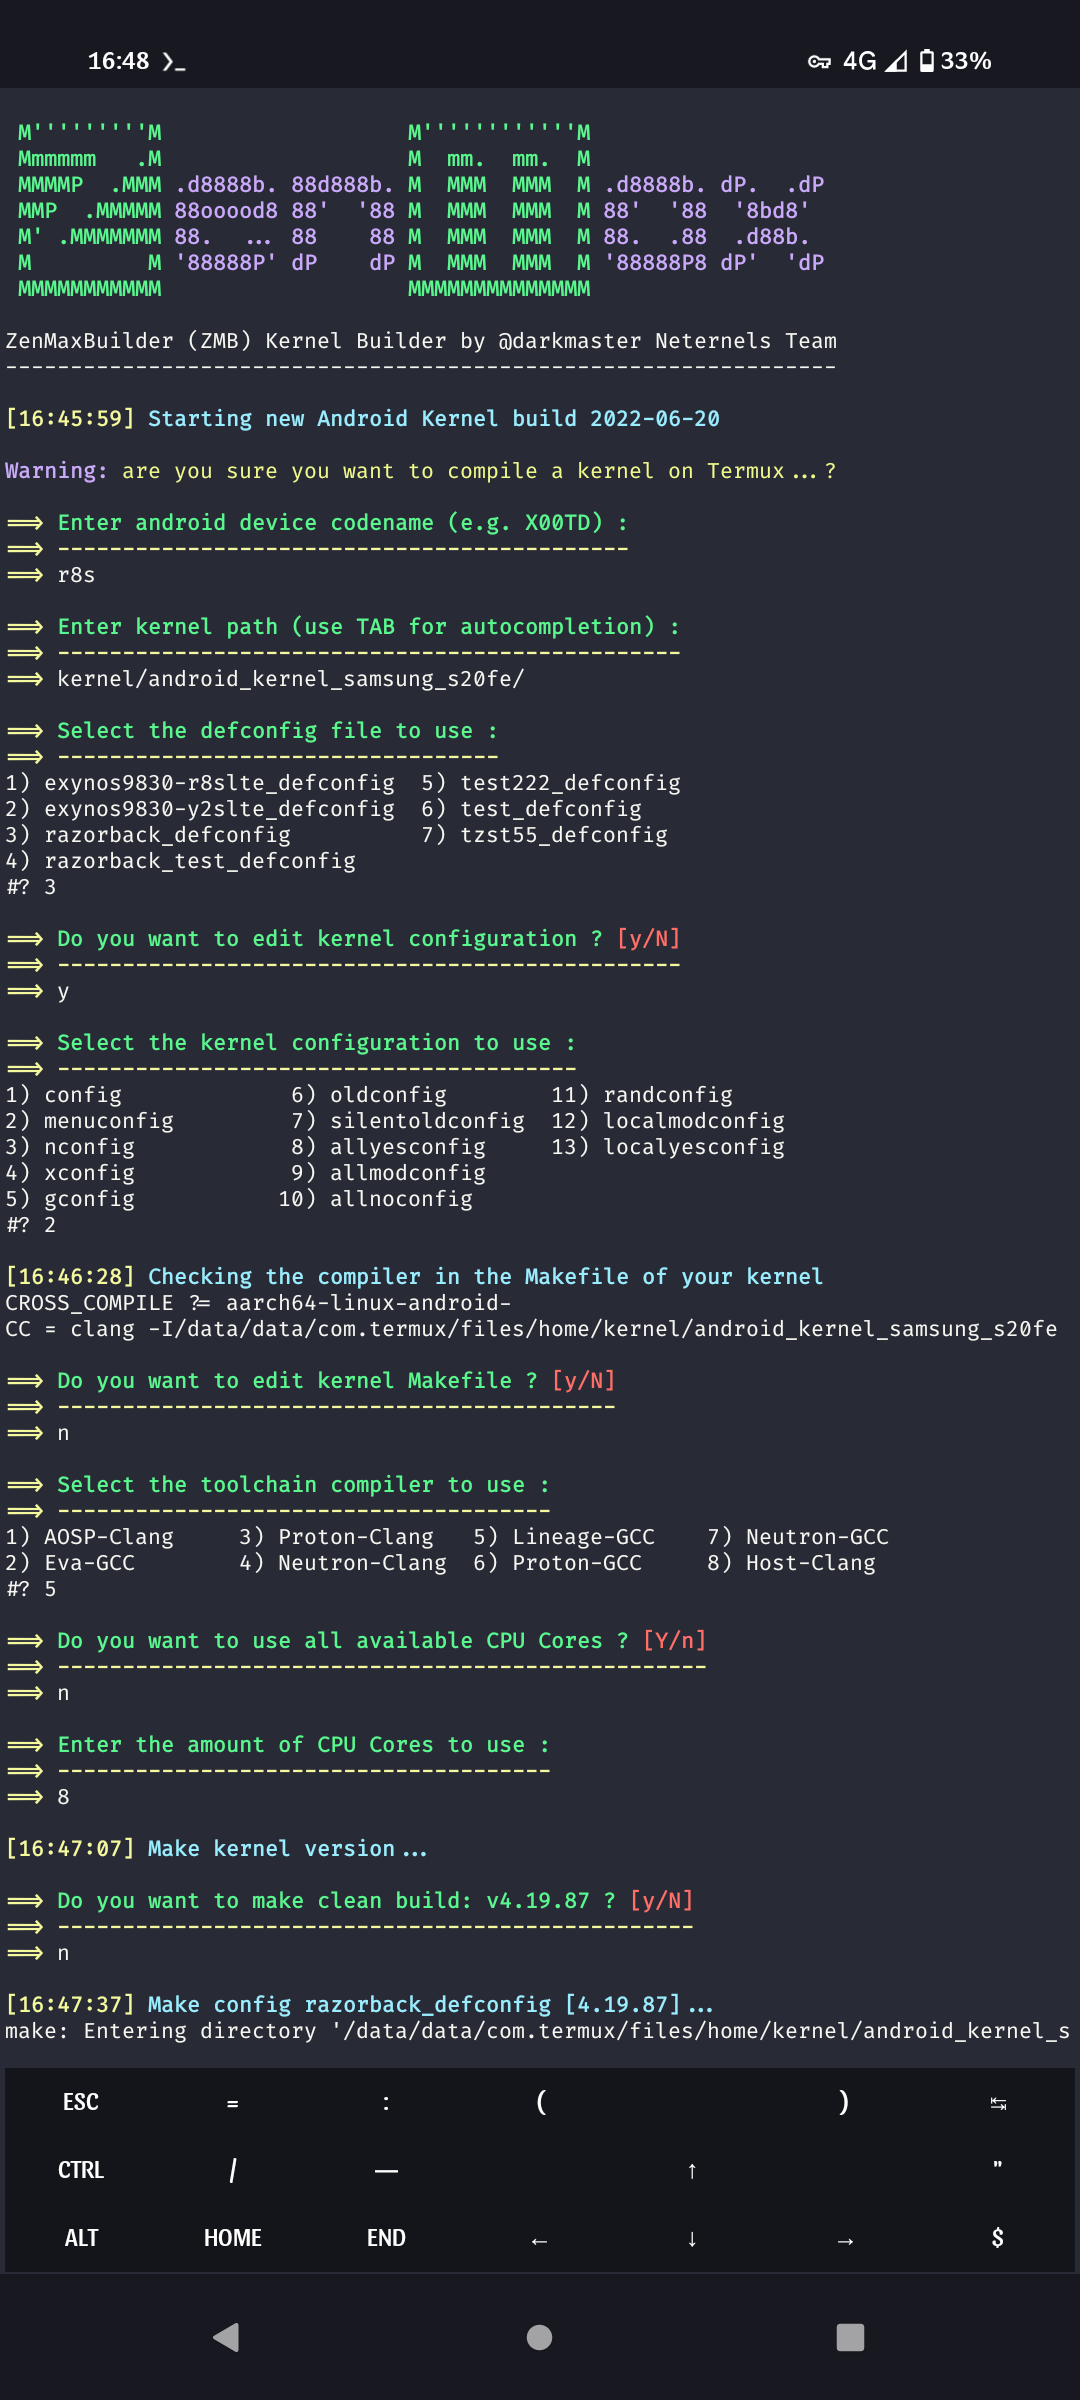 16:48 ❯_ 4G 33%
M'''''''''M                   M''''''''''''M
Mmmmmm   .M                   M  mm.  mm.  M
MMMMP  .MMM .d8888b. 88d888b. M  MMM  MMM  M .d8888b. dP.  .dP
MMP  .MMMMM 88ooood8 88'  '88 M  MMM  MMM  M 88'  '88  '8bd8'
M' .MMMMMMM 88.  ... 88    88 M  MMM  MMM  M 88.  .88  .d88b.
M         M '88888P' dP    dP M  MMM  MMM  M '88888P8 dP'  'dP
MMMMMMMMMMM                   MMMMMMMMMMMMMM
ZenMaxBuilder (ZMB) Kernel Builder by @darkmaster Neternels Team
----------------------------------------------------------------
[16:45:59] Starting new Android Kernel build 2022-06-20
Warning: are you sure you want to compile a kernel on Termux...?
==> Enter android device codename (e.g. X00TD) :
==> --------------------------------------------
==> r8s
==> Enter kernel path (use TAB for autocompletion) :
==> ------------------------------------------------
==> kernel/android_kernel_samsung_s20fe/
==> Select the defconfig file to use :
==> ----------------------------------
1) exynos9830-r8slte_defconfig  5) test222_defconfig
2) exynos9830-y2slte_defconfig  6) test_defconfig
3) razorback_defconfig          7) tzst55_defconfig
4) razorback_test_defconfig
#? 3
==> Do you want to edit kernel configuration ? [y/N]
==> ------------------------------------------------
==> y
==> Select the kernel configuration to use :
==> ----------------------------------------
1) config             6) oldconfig        11) randconfig
2) menuconfig         7) silentoldconfig  12) localmodconfig
3) nconfig            8) allyesconfig     13) localyesconfig
4) xconfig            9) allmodconfig
5) gconfig           10) allnoconfig
#? 2
[16:46:28] Checking the compiler in the Makefile of your kernel
CROSS_COMPILE ?= aarch64-linux-android-
CC = clang -I/data/data/com.termux/files/home/kernel/android_kernel_samsung_s20fe
==> Do you want to edit kernel Makefile ? [y/N]
==> -------------------------------------------
==> n
==> Select the toolchain compiler to use :
==> --------------------------------------
1) AOSP-Clang     3) Proton-Clang   5) Lineage-GCC    7) Neutron-GCC
2) Eva-GCC        4) Neutron-Clang  6) Proton-GCC     8) Host-Clang
#? 5
==> Do you want to use all available CPU Cores ? [Y/n]
==> --------------------------------------------------
==> n
==> Enter the amount of CPU Cores to use :
==> --------------------------------------
==> 8
[16:47:07] Make kernel version...
==> Do you want to make clean build: v4.19.87 ? [y/N]
==> -------------------------------------------------
==> n
[16:47:37] Make config razorback_defconfig [4.19.87]...
make: Entering directory '/data/data/com.termux/files/home/kernel/android_kernel_s
ESC = : ( ) ↹
CTRL / — ↑ "
ALT HOME END ← ↓ → $